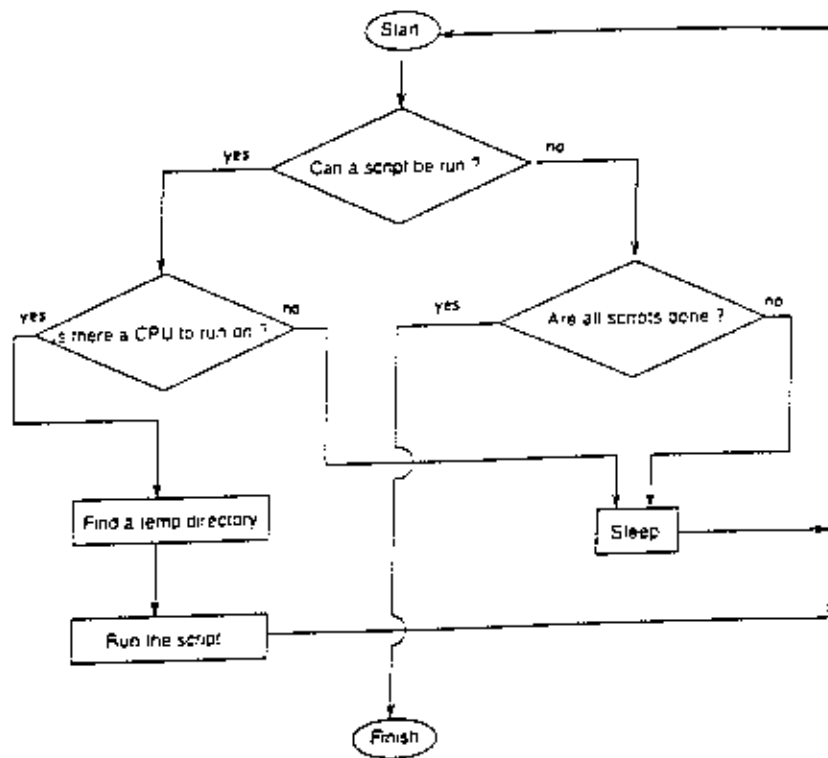 Start
Can a script be run ?
yes
no
Is there a CPU to run on ?
yes
no
Are all scripts done ?
yes
no
Find a temp directory
Sleep
Run the script
Finish